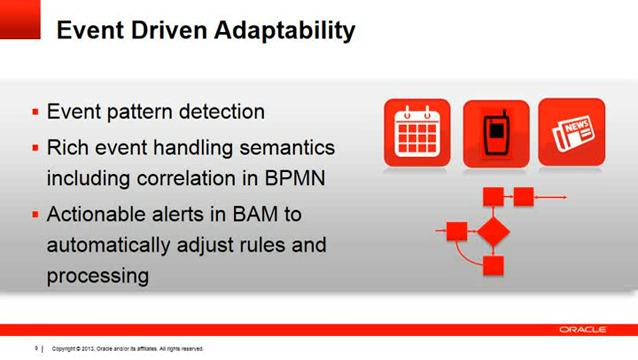 Event Driven Adaptability
Event pattern detection
Rich event handling semantics
including correlation in BPMN
Actionable alerts in BAM to
automatically adjust rules and
processing
NEWS
ORACLE
9 | Copyright © 2013, Oracle and/or its affiliates. All rights reserved.